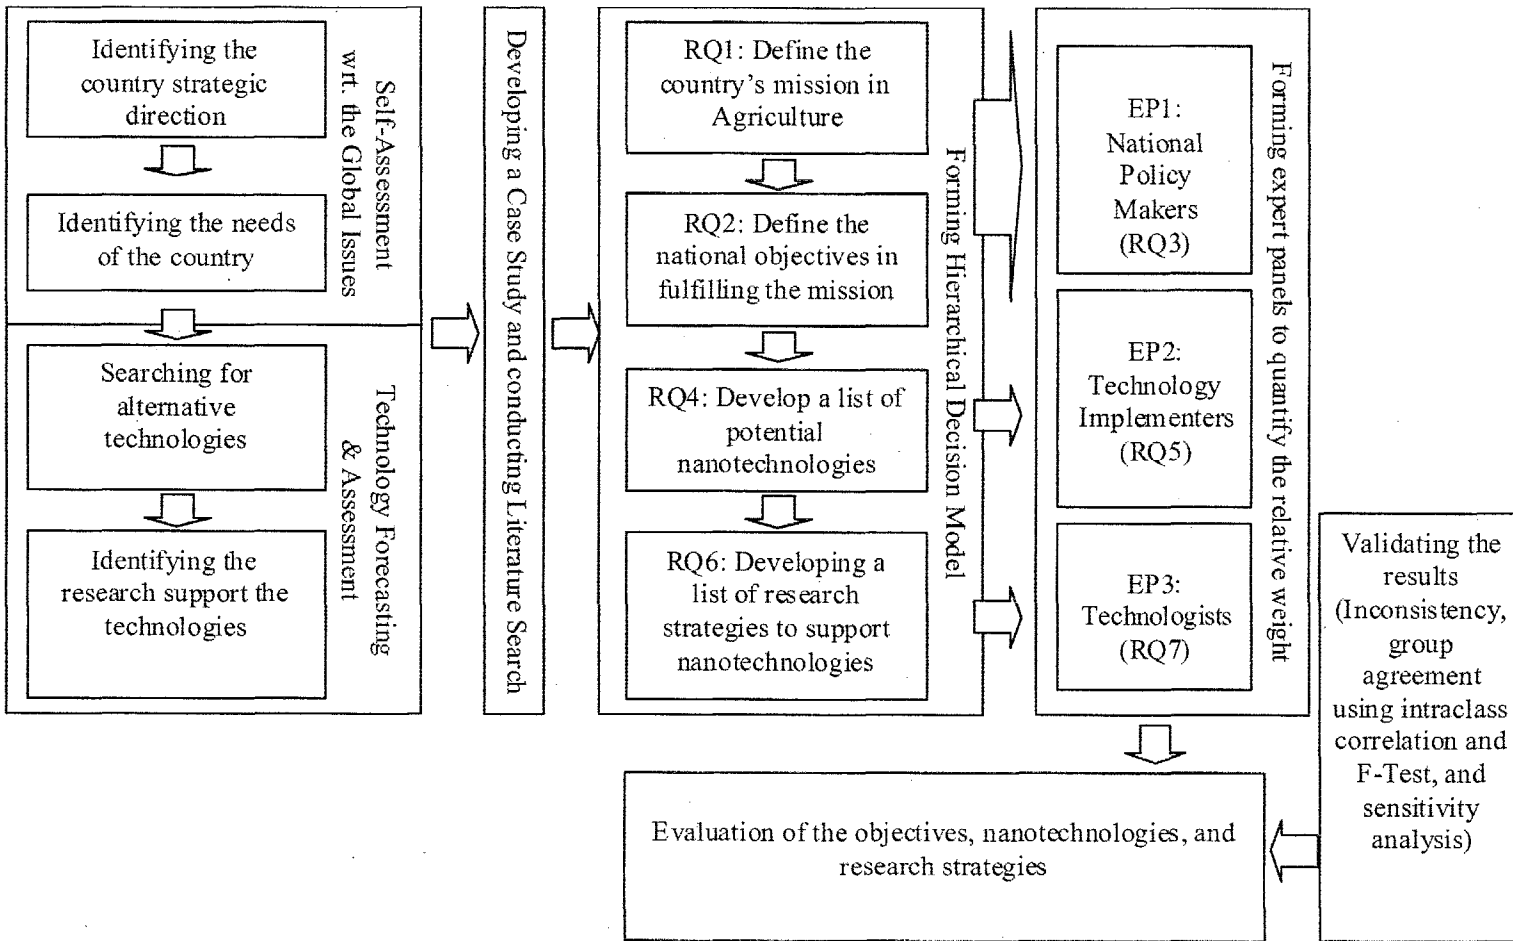 Identifying the
country strategic
direction
Identifying the needs
of the country
Self-Assessment
wrt. the Global Issues
Searching for
alternative
technologies
Identifying the
research support the
technologies
Technology Forecasting
& Assessment
Developing a Case Study and conducting Literature Search
RQ1: Define the
country's mission in
Agriculture
RQ2: Define the
national objectives in
fulfilling the mission
RQ4: Develop a list of
potential
nanotechnologies
RQ6: Developing a
list of research
strategies to support
nanotechnologies
Forming Hierarchical Decision Model
EP1:
National
Policy
Makers
(RQ3)
EP2:
Technology
Implementers
(RQ5)
EP3:
Technologists
(RQ7)
Forming expert panels to quantify the relative weight
Validating the
results
(Inconsistency,
group
agreement
using intraclass
correlation and
F-Test, and
sensitivity
analysis)
Evaluation of the objectives, nanotechnologies, and
research strategies